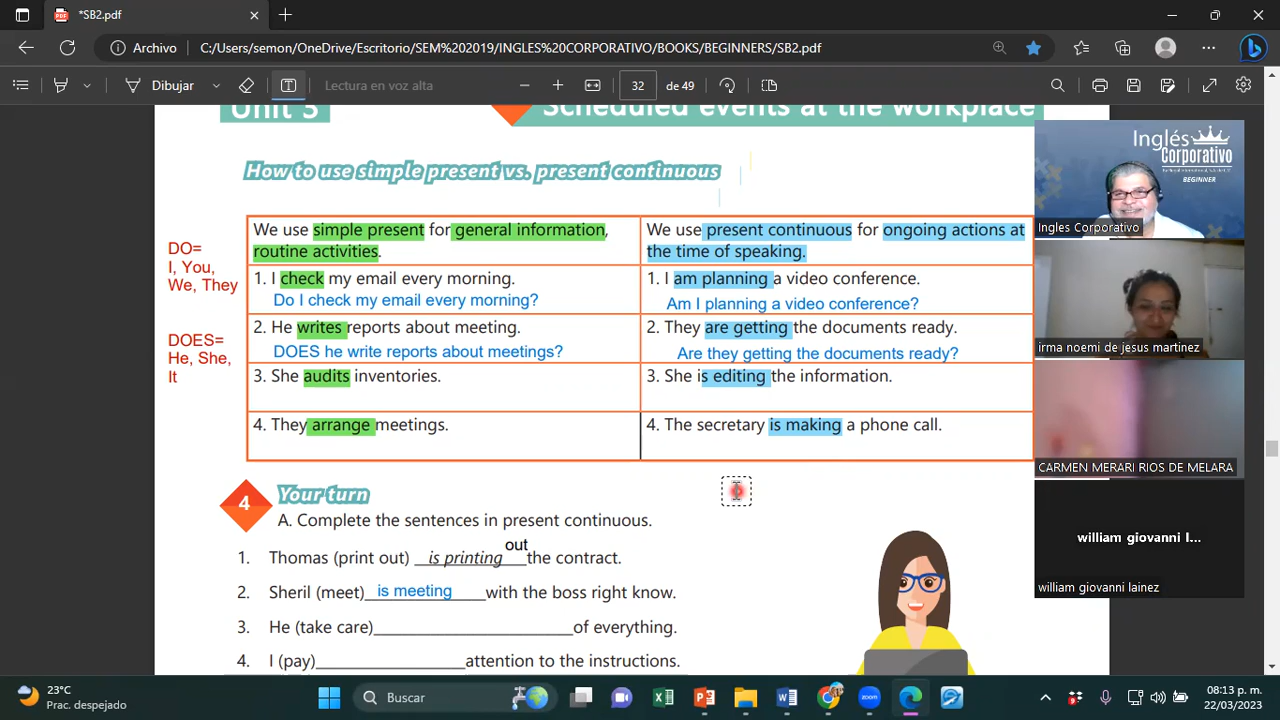 *SB2.pdf
Archivo
C:/Users/semon/OneDrive/Escritorio/SEM%202019/INGLES%20CORPORATIVO/BOOKS/BEGINNERS/SB2.pdf
Dibujar
Lectura en voz alta
32
de 49
Unit 3
Scheduled events at the workplace
How to use simple present vs. present continuous
DO=
I, You,
We, They
DOES=
He, She,
It
We use simple present for general information,
routine activities.
We use present continuous for ongoing actions at
the time of speaking.
1. I check my email every morning.
Do I check my email every morning?
1. I am planning a video conference.
Am I planning a video conference?
2. He writes reports about meeting.
DOES he write reports about meetings?
2. They are getting the documents ready.
Are they getting the documents ready?
3. She audits inventories.
3. She is editing the information.
4. They arrange meetings.
4. The secretary is making a phone call.
4
Your turn
A. Complete the sentences in present continuous.
out
1. Thomas (print out) __is printing___the contract.
2. Sheril (meet) is meeting with the boss right know.
3. He (take care)____________________of everything.
4. I (pay)________________attention to the instructions.
Inglés
Corporativo
BEGINNER
Ingles Corporativo
irma noemi de jesus martinez
CARMEN MERARI RIOS DE MELARA
william giovanni l...
william giovanni lainez
23°C
Prac. despejado
Buscar
08:13 p. m.
22/03/2023